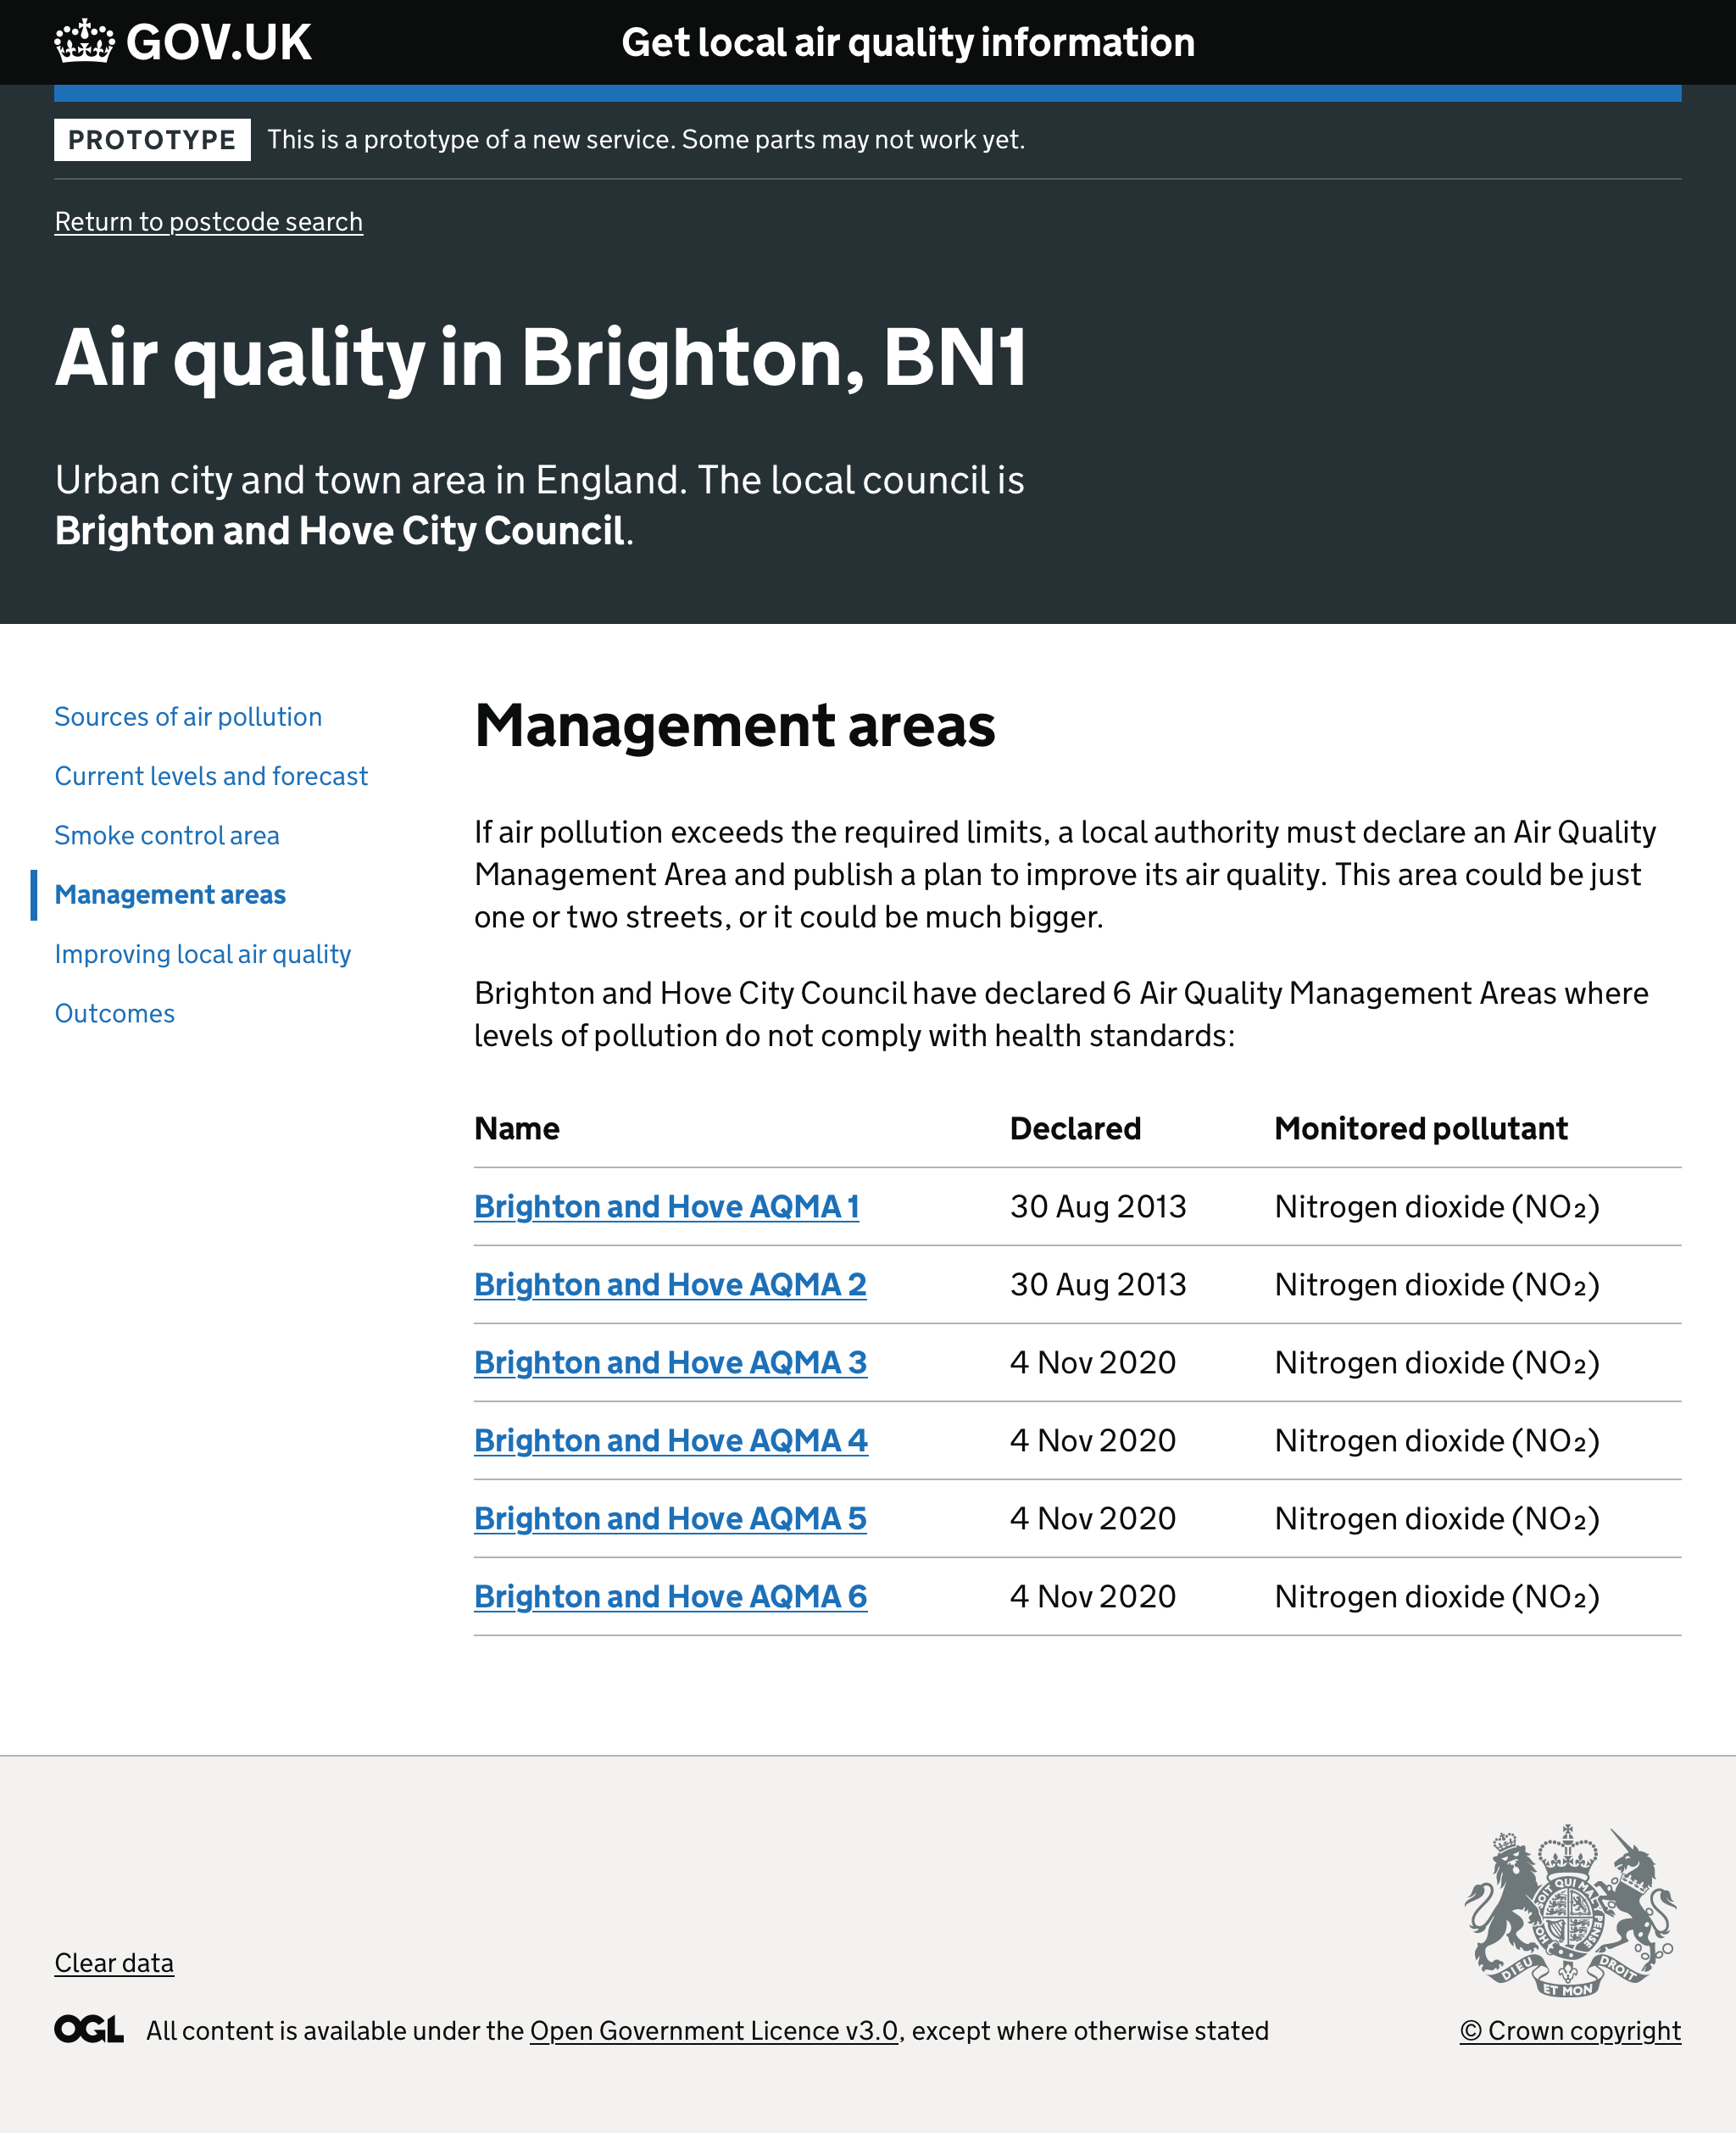 GOV.UK
Get local air quality information
PROTOTYPE This is a prototype of a new service. Some parts may not work yet.
Return to postcode search
Air quality in Brighton, BN1
Urban city and town area in England. The local council is
Brighton and Hove City Council.
Sources of air pollution
Current levels and forecast
Smoke control area
Management areas
Improving local air quality
Outcomes
Management areas
If air pollution exceeds the required limits, a local authority must declare an Air Quality
Management Area and publish a plan to improve its air quality. This area could be just
one or two streets, or it could be much bigger.
Brighton and Hove City Council have declared 6 Air Quality Management Areas where
levels of pollution do not comply with health standards:
Name Declared Monitored pollutant
Brighton and Hove AQMA 1 30 Aug 2013 Nitrogen dioxide (NO₂)
Brighton and Hove AQMA 2 30 Aug 2013 Nitrogen dioxide (NO₂)
Brighton and Hove AQMA 3 4 Nov 2020 Nitrogen dioxide (NO₂)
Brighton and Hove AQMA 4 4 Nov 2020 Nitrogen dioxide (NO₂)
Brighton and Hove AQMA 5 4 Nov 2020 Nitrogen dioxide (NO₂)
Brighton and Hove AQMA 6 4 Nov 2020 Nitrogen dioxide (NO₂)
Clear data
OGL All content is available under the Open Government Licence v3.0, except where otherwise stated
SOIT QUI MAL Y PENSE
DIEU ET MON DROIT
© Crown copyright